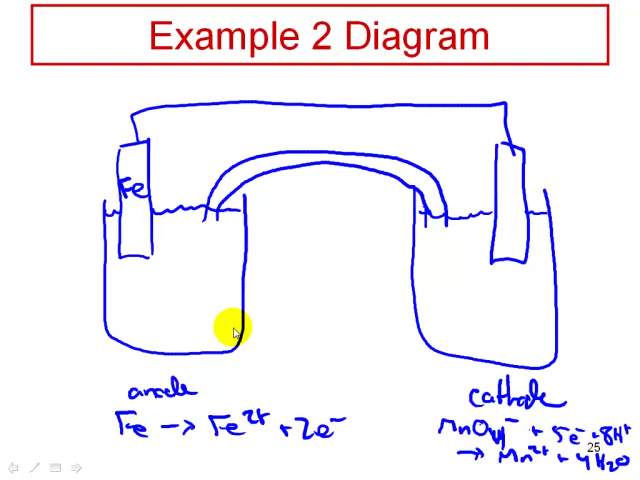 Example 2 Diagram
Fe
anode
cathode
Fe → Fe²⁺ + 2e⁻
MnO₄⁻ + 5e⁻ + 8H⁺
→ Mn²⁺ + 4H₂O
25